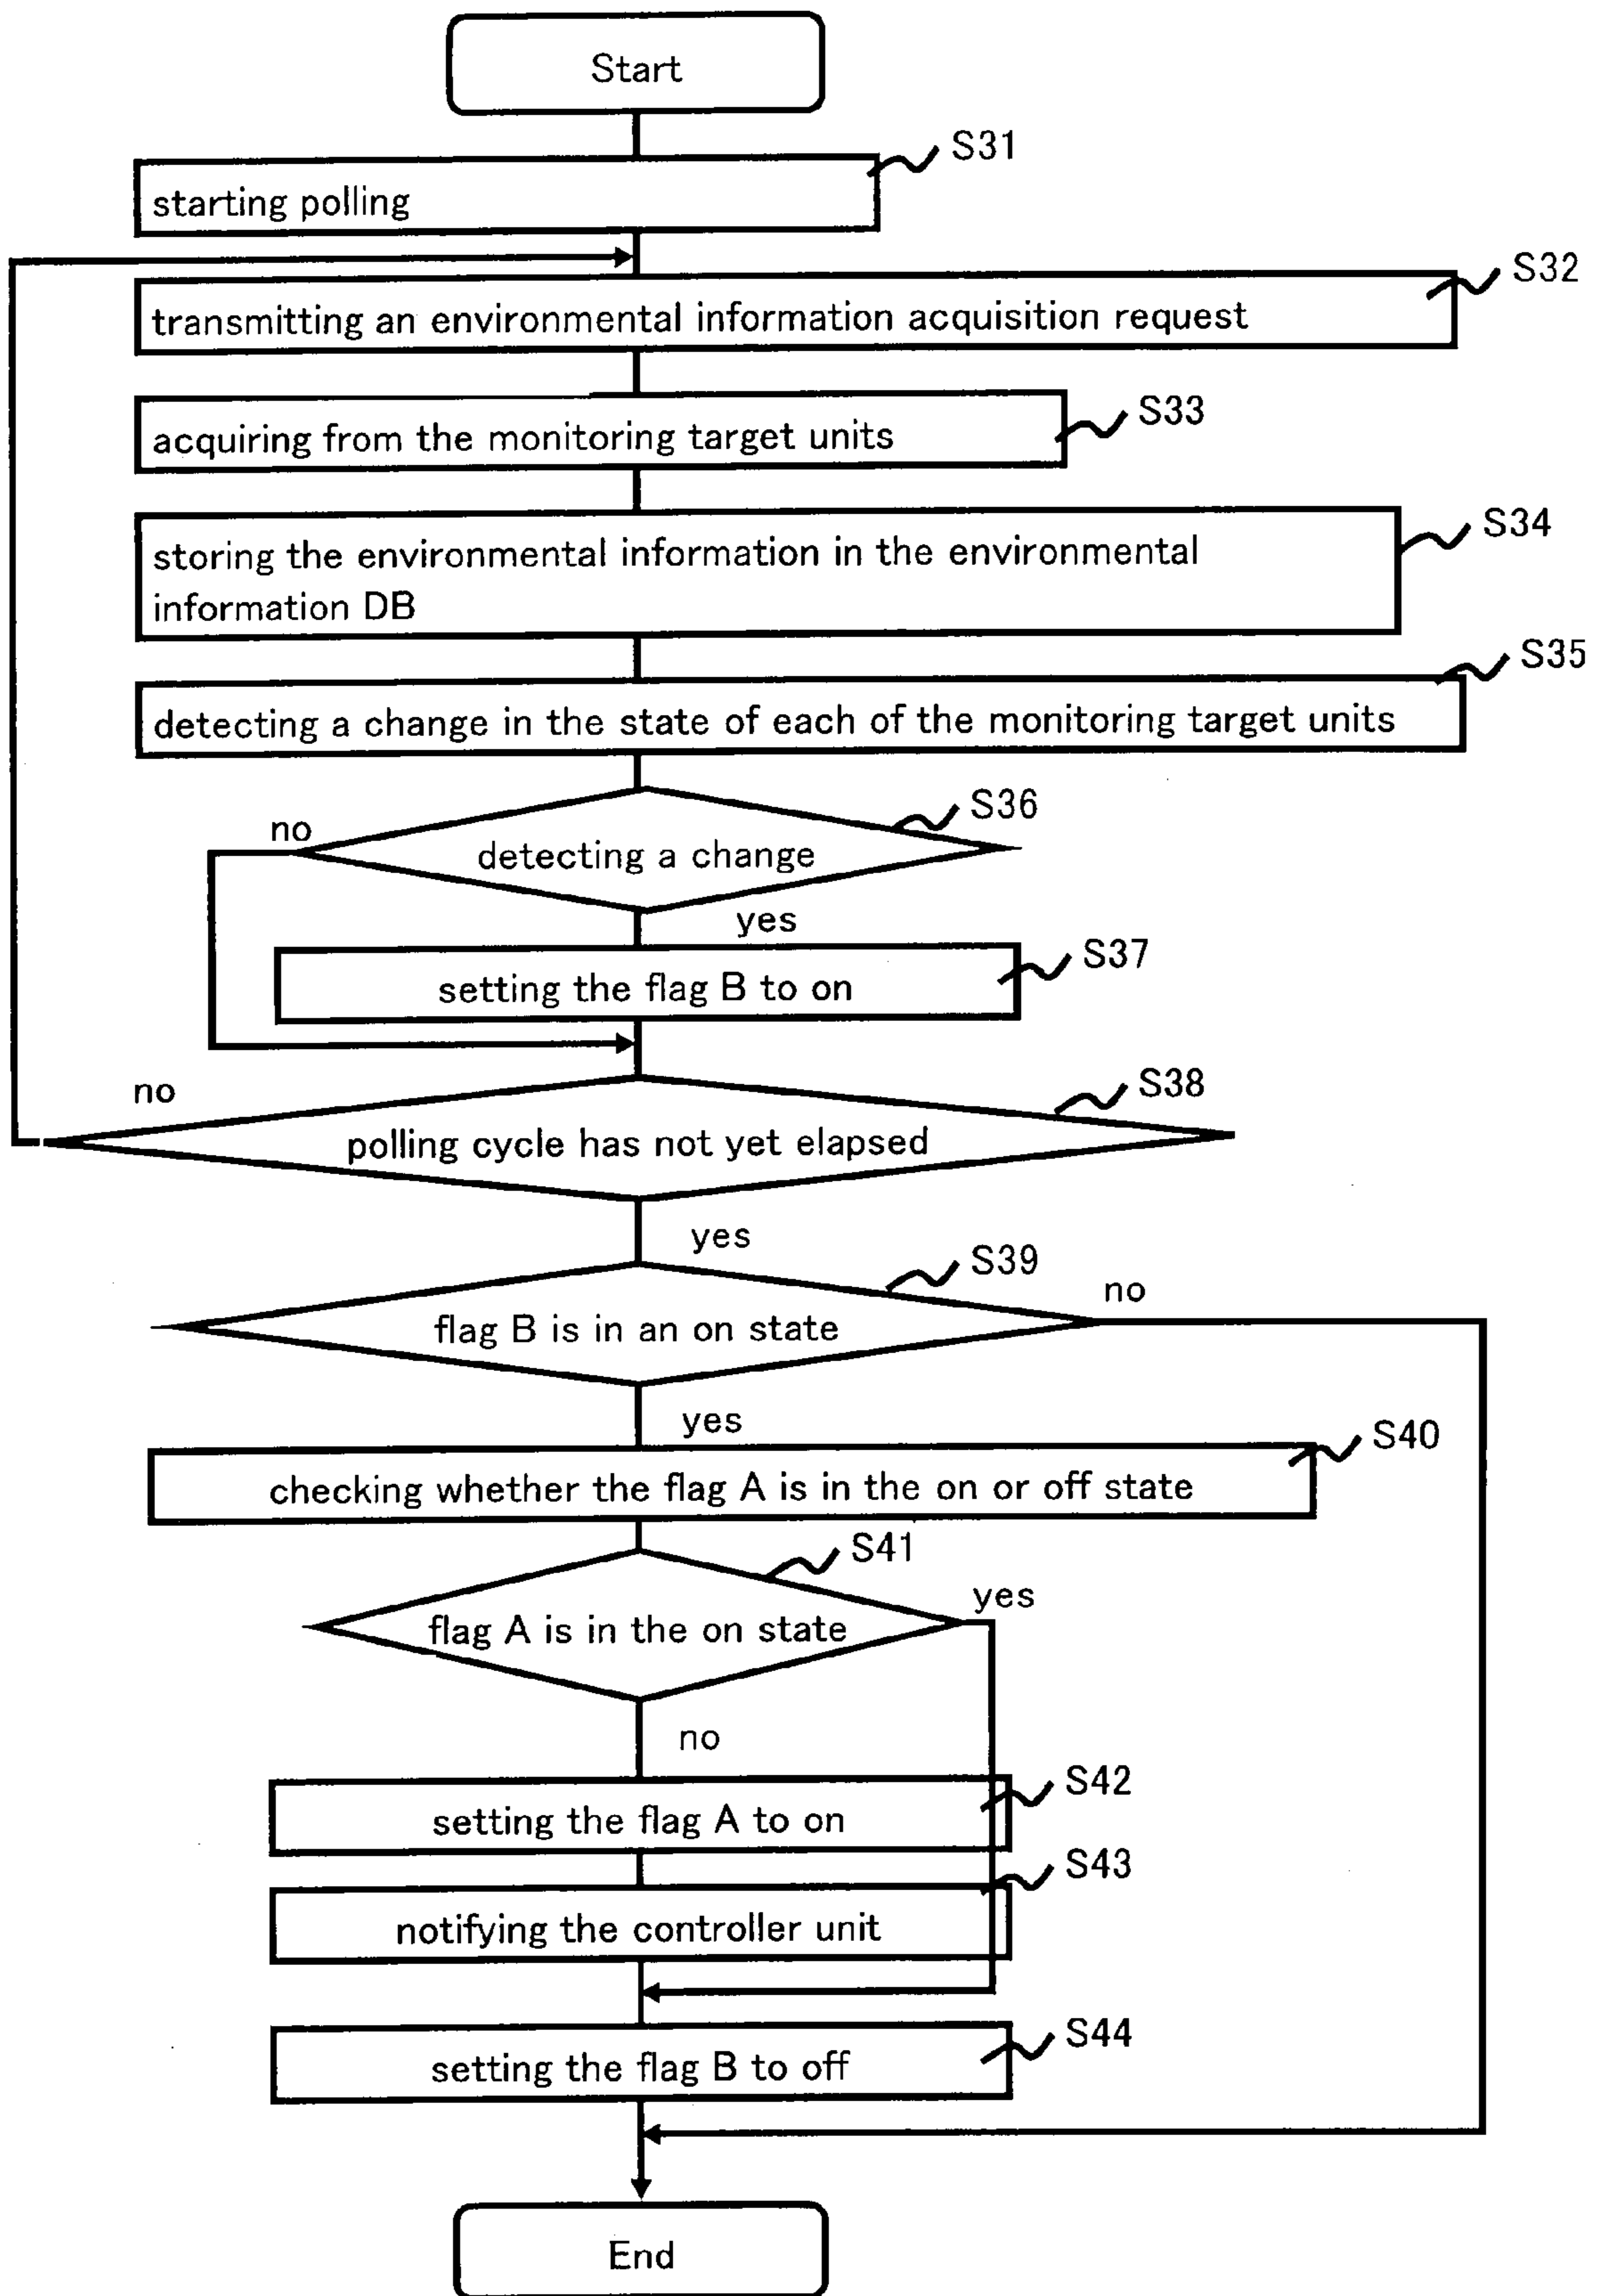 Start
S31
starting polling
S32
transmitting an environmental information acquisition request
S33
acquiring from the monitoring target units
S34
storing the environmental information in the environmental
information DB
S35
detecting a change in the state of each of the monitoring target units
S36
no
detecting a change
yes
S37
setting the flag B to on
no
S38
polling cycle has not yet elapsed
yes
S39
no
flag B is in an on state
yes
S40
checking whether the flag A is in the on or off state
S41
yes
flag A is in the on state
no
S42
setting the flag A to on
S43
notifying the controller unit
S44
setting the flag B to off
End